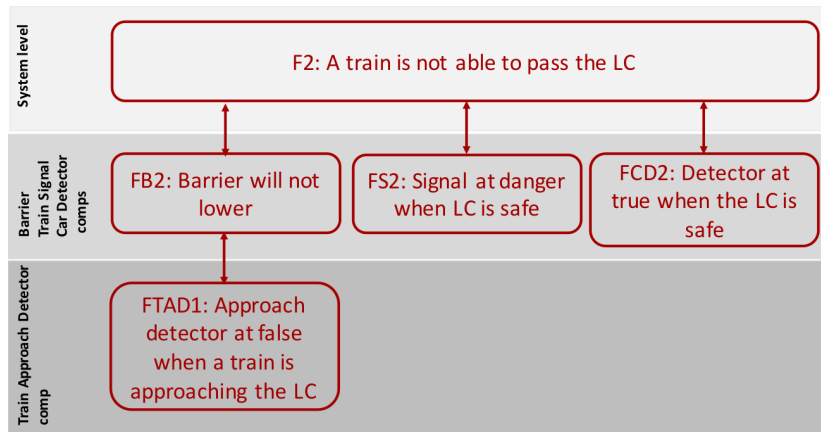 System level
F2: A train is not able to pass the LC
Barrier
Train Signal
Car Detector
comps
FB2: Barrier will not
lower
FS2: Signal at danger
when LC is safe
FCD2: Detector at
true when the LC is
safe
Train Approach Detector
comp
FTAD1: Approach
detector at false
when a train is
approaching the LC